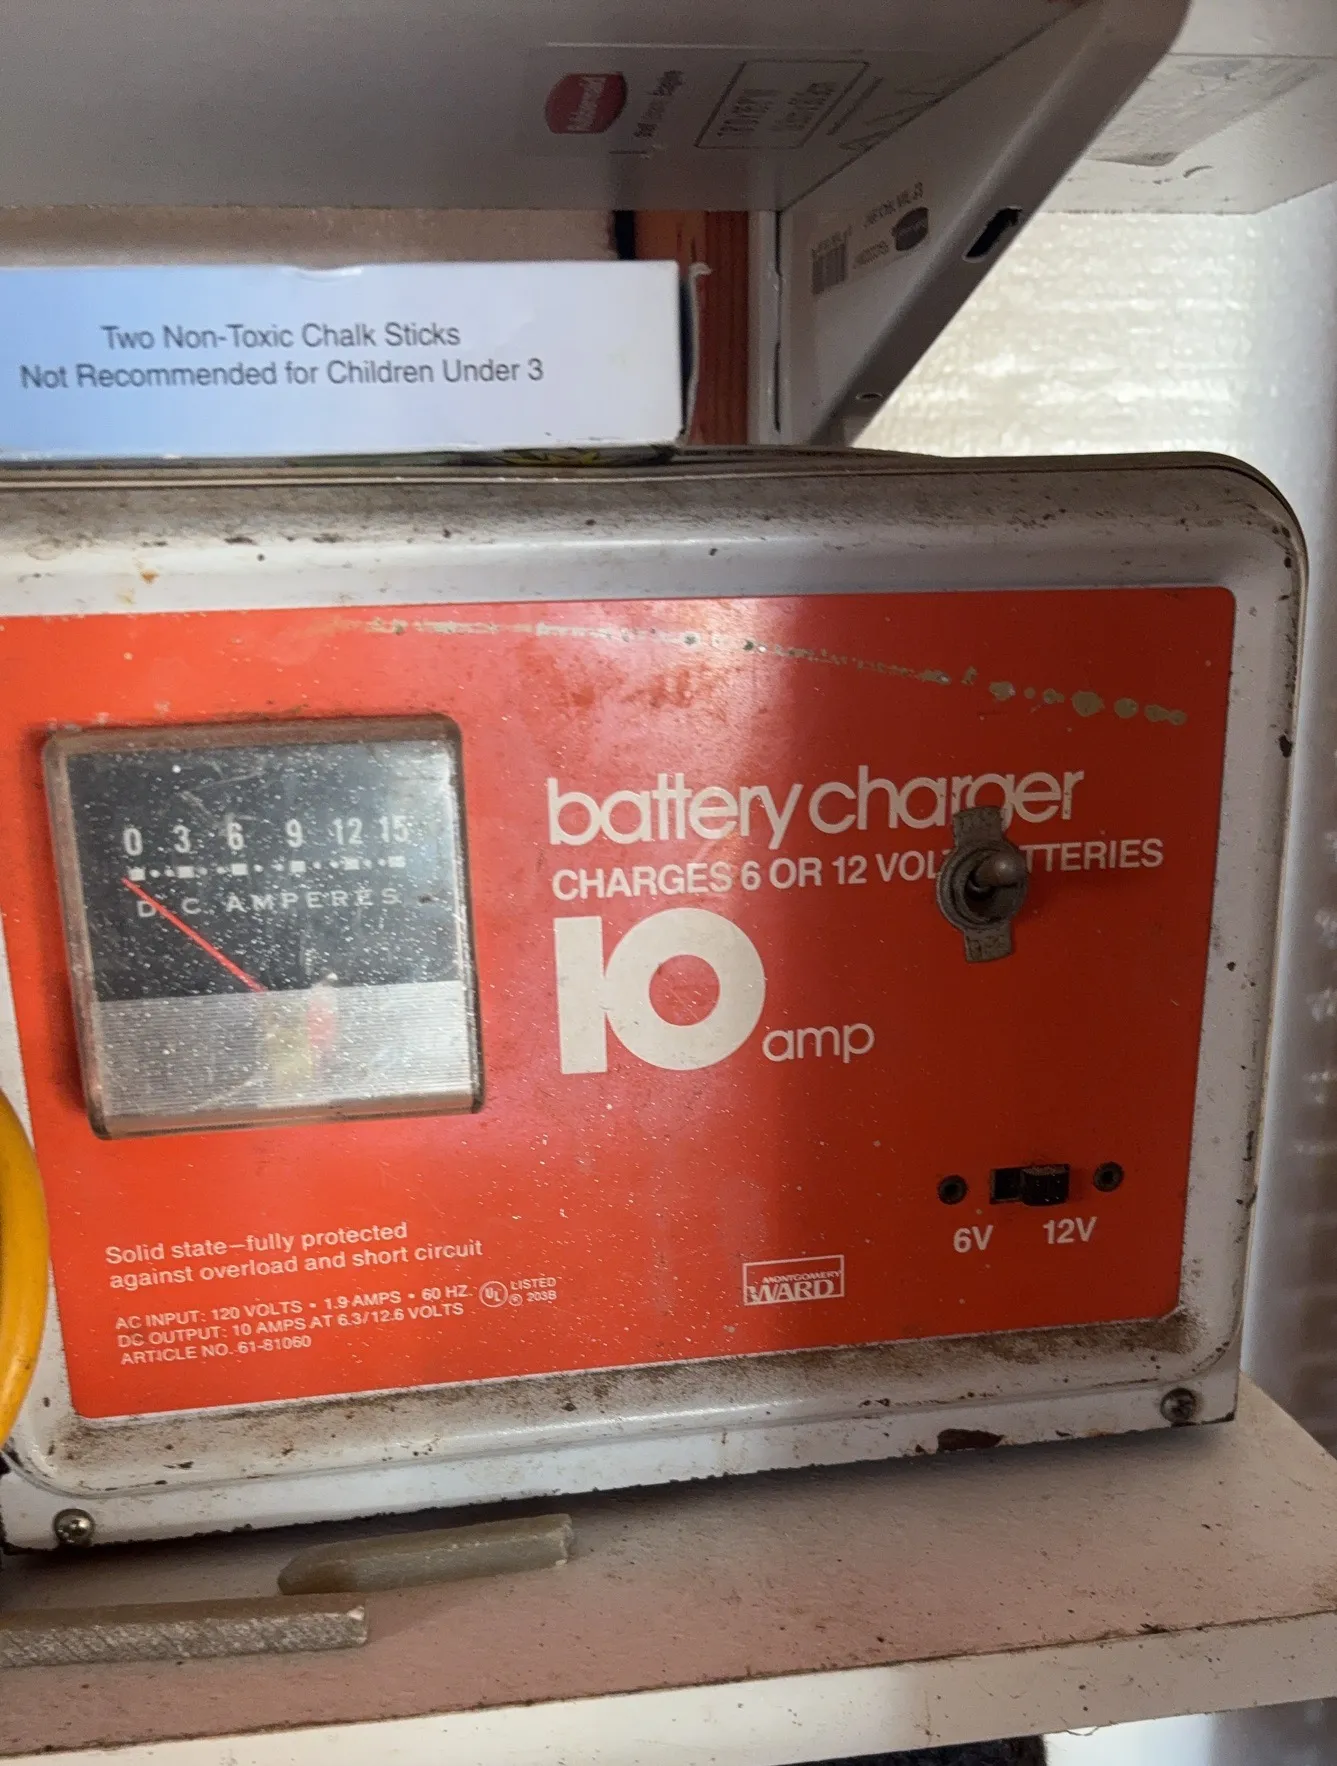 Rubbermaid
Two Non-Toxic Chalk Sticks
Not Recommended for Children Under 3
0 3 6 9 12 15
D.C. AMPERES
battery charger
CHARGES 6 OR 12 VOL TTERIES
10
amp
6V 12V
Solid state—fully protected
against overload and short circuit
AC INPUT: 120 VOLTS • 1.9 AMPS • 60 HZ.
DC OUTPUT: 10 AMPS AT 6.3/12.6 VOLTS
ARTICLE NO. 61-81060
UL
LISTED
203B
MONTGOMERY
WARD